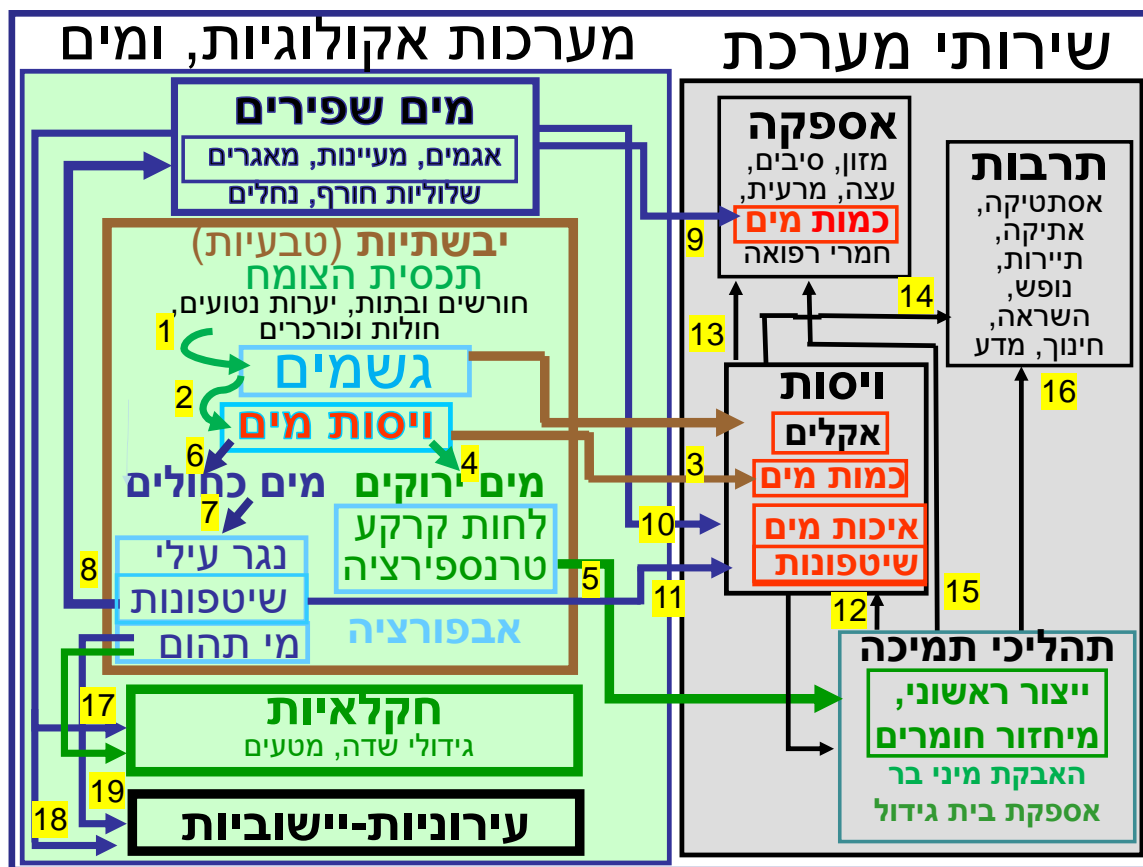 מערכות אקולוגיות, ומים
שירותי מערכת
מים שפירים
אגמים, מעיינות, מאגרים
שלוליות חורף, נחלים
יבשתיות (טבעיות)
תכסית הצומח
חורשים ובתות, יערות נטועים,
חולות וכורכרים
1
גשמים
2
ויסות מים
6
4
מים כחולים
מים ירוקים
7
לחות קרקע
טרנספירציה
נגר עילי
8
שיטפונות
5
מי תהום
אבפורציה
17
חקלאיות
גידולי שדה, מטעים
19
18
עירוניות-יישוביות
אספקה
מזון, סיבים,
עצה, מרעית,
כמות מים
חמרי רפואה
9
תרבות
אסתטיקה,
אתיקה,
תיירות,
נופש,
השראה,
חינוך, מדע
14
13
16
ויסות
אקלים
3
כמות מים
10
איכות מים
שיטפונות
11
12
15
תהליכי תמיכה
ייצור ראשוני,
מיחזור חומרים
האבקת מיני בר
אספקת בית גידול